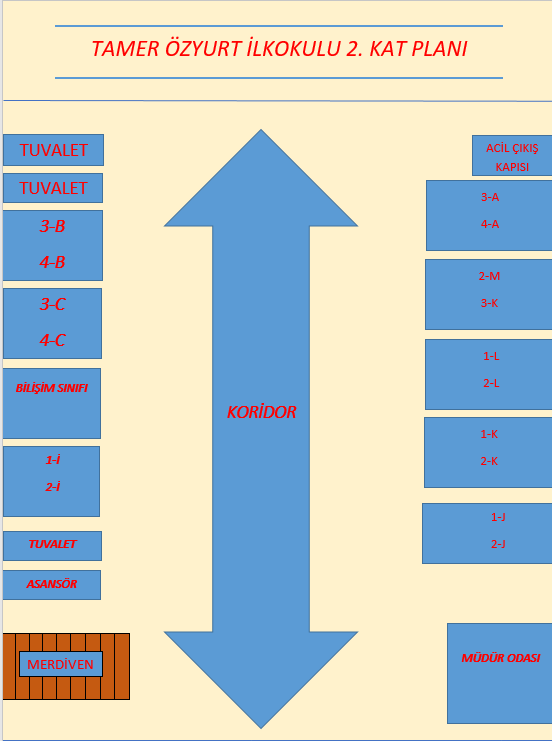 TAMER ÖZYURT İLKOKULU 2. KAT PLANI
TUVALET
TUVALET
3-B
4-B
3-C
4-C
BİLİŞİM SINIFI
1-İ
2-İ
TUVALET
ASANSÖR
MERDİVEN
KORİDOR
ACİL ÇIKIŞ
KAPISI
3-A
4-A
2-M
3-K
1-L
2-L
1-K
2-K
1-J
2-J
MÜDÜR ODASI